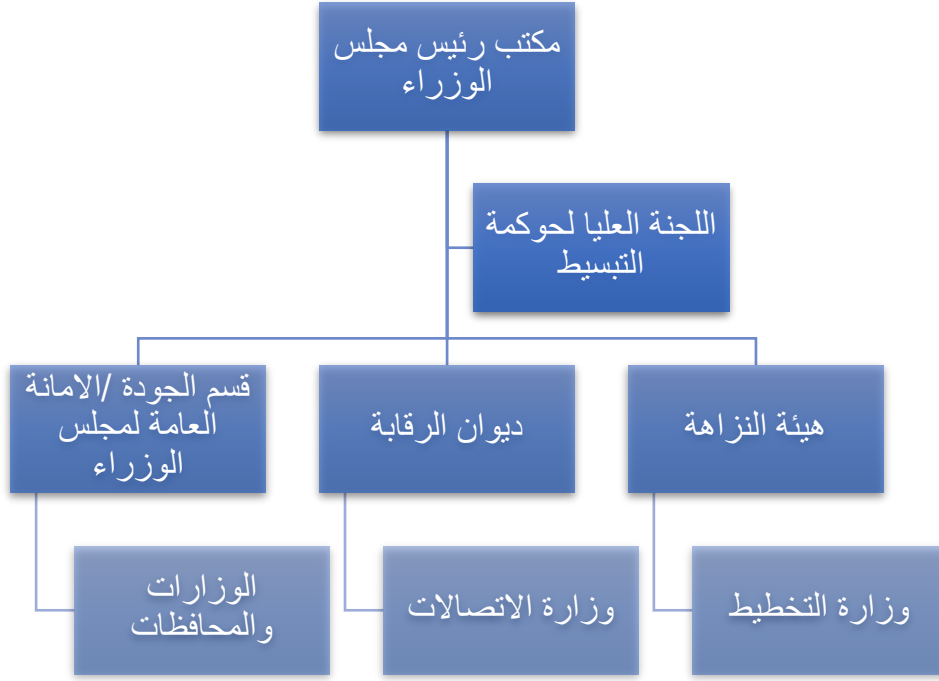 مكتب رئيس مجلس
الوزراء
اللجنة العليا لحوكمة
التبسيط
هيئة النزاهة
ديوان الرقابة
قسم الجودة /الامانة
العامة لمجلس
الوزراء
وزارة التخطيط
وزارة الاتصالات
الوزارات
والمحافظات